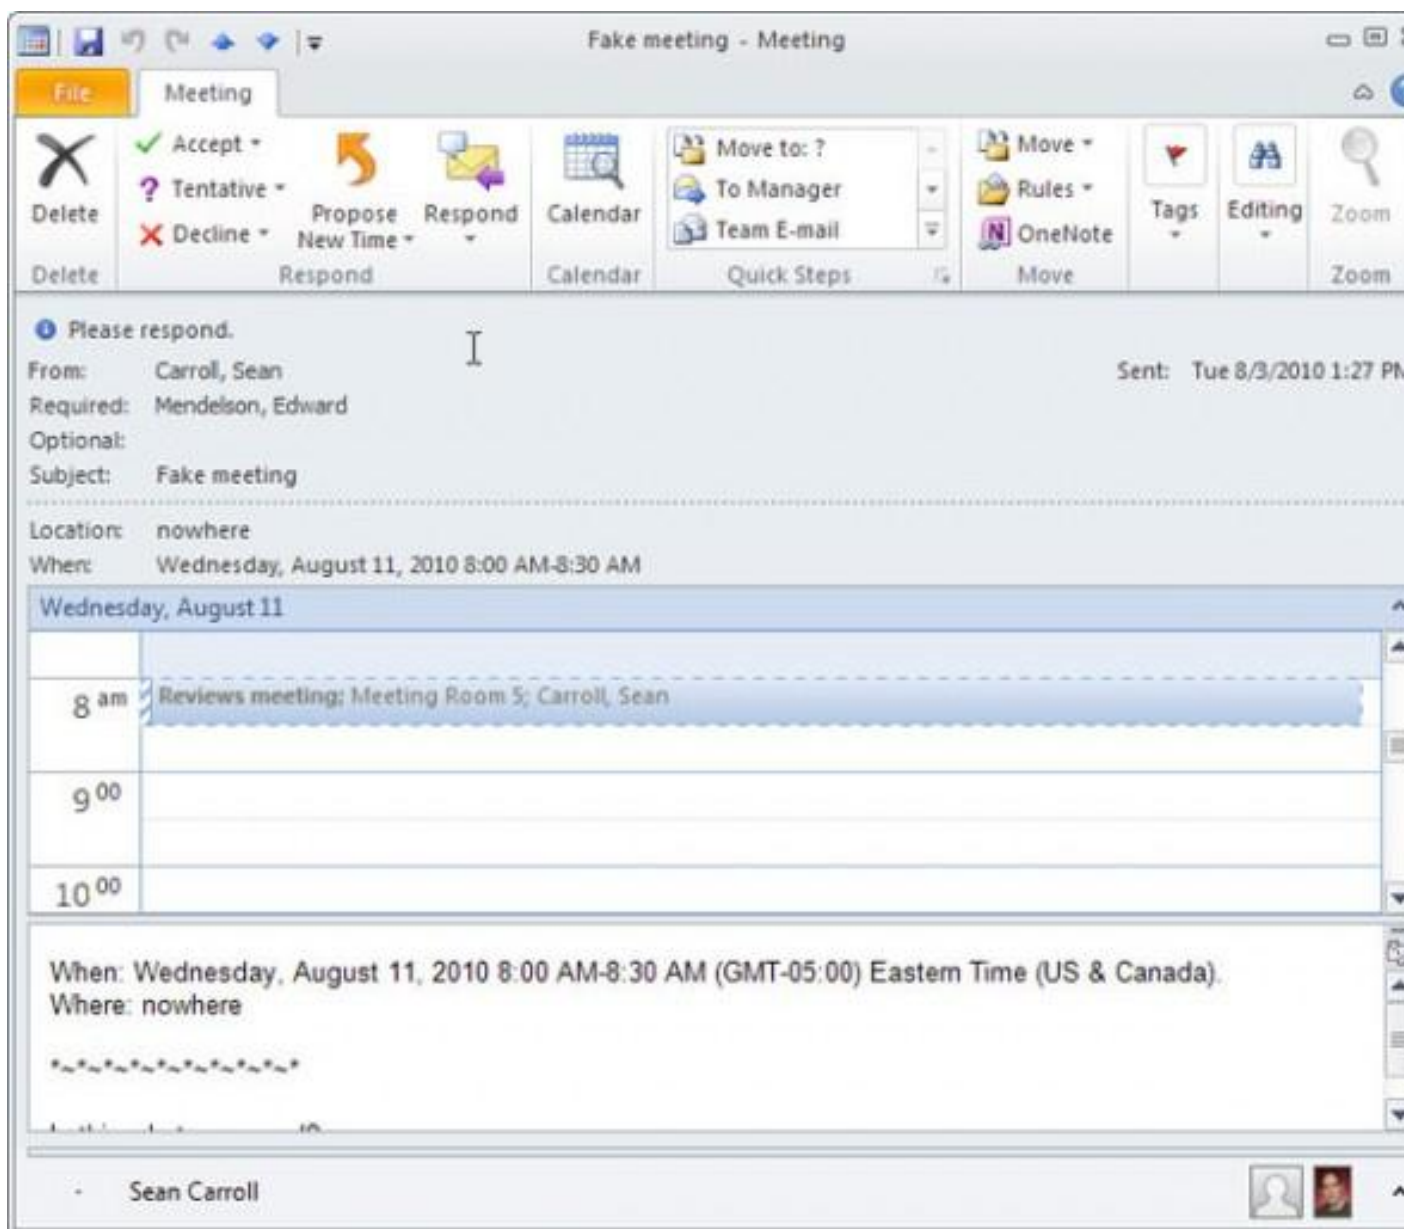 Fake meeting - Meeting
File Meeting
Accept
Tentative
Decline
Delete
Propose New Time
Respond
Calendar
Move to: ?
To Manager
Team E-mail
Move
Rules
OneNote
Tags
Editing
Zoom
Delete Respond Calendar Quick Steps Move Zoom
Please respond.
From: Carroll, Sean Sent: Tue 8/3/2010 1:27 PM
Required: Mendelson, Edward
Optional:
Subject: Fake meeting
Location: nowhere
When: Wednesday, August 11, 2010 8:00 AM-8:30 AM
Wednesday, August 11
8 am Reviews meeting; Meeting Room 5; Carroll, Sean
9 00
10 00
When: Wednesday, August 11, 2010 8:00 AM-8:30 AM (GMT-05:00) Eastern Time (US & Canada).
Where: nowhere
*~*~*~*~*~*~*~*~*~*
Sean Carroll